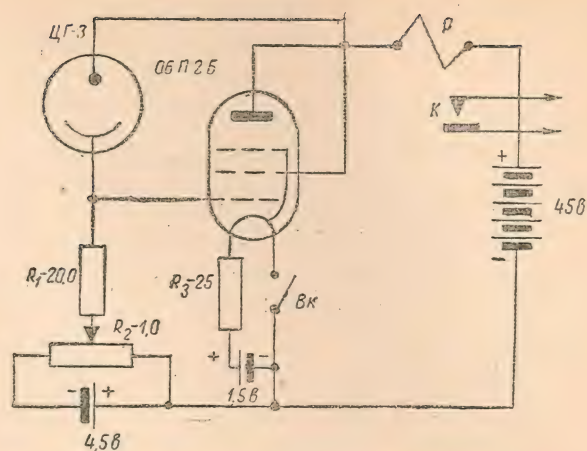 ЦГ-3
06П2Б
Р
К
+
45в
-
R1-20,0
R2-1,0
R3-25
Вк
+ -
1,5в
- +
4,5в